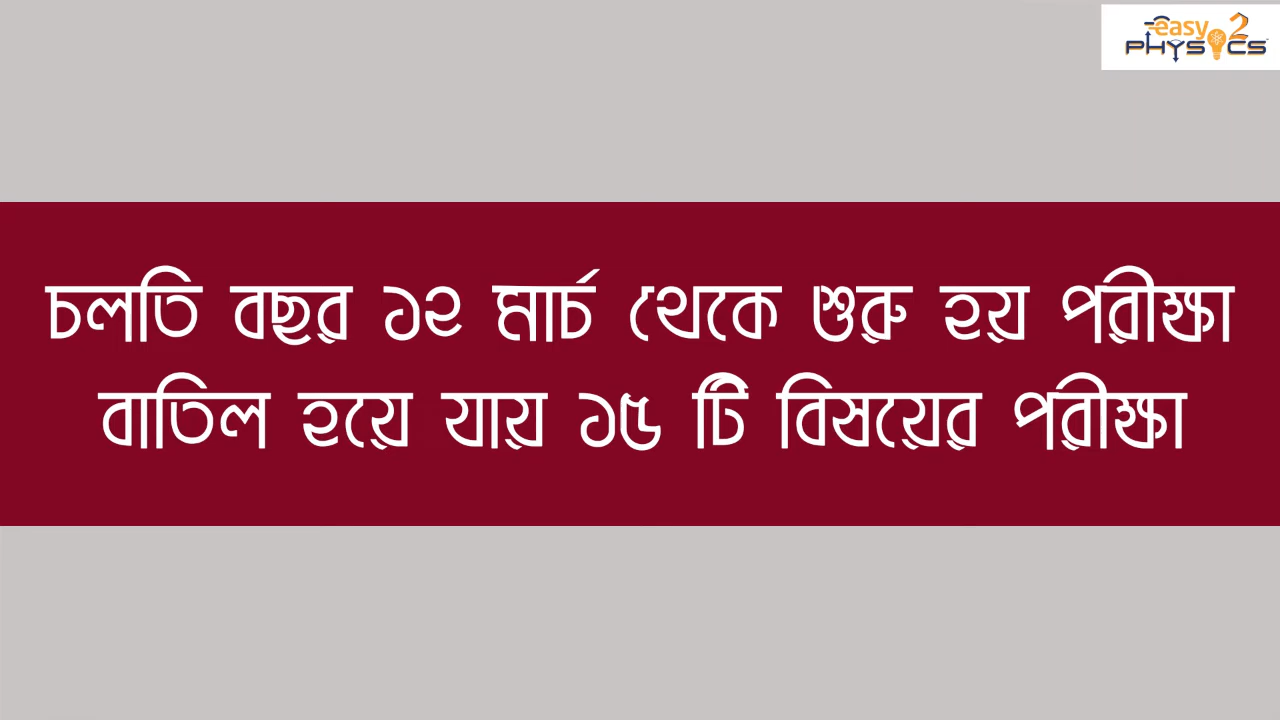 easy 2
PHYSICS
চলতি বছর ১২ মার্চ থেকে শুরু হয় পরীক্ষা
বাতিল হয়ে যায় ১৫ টি বিষয়ের পরীক্ষা